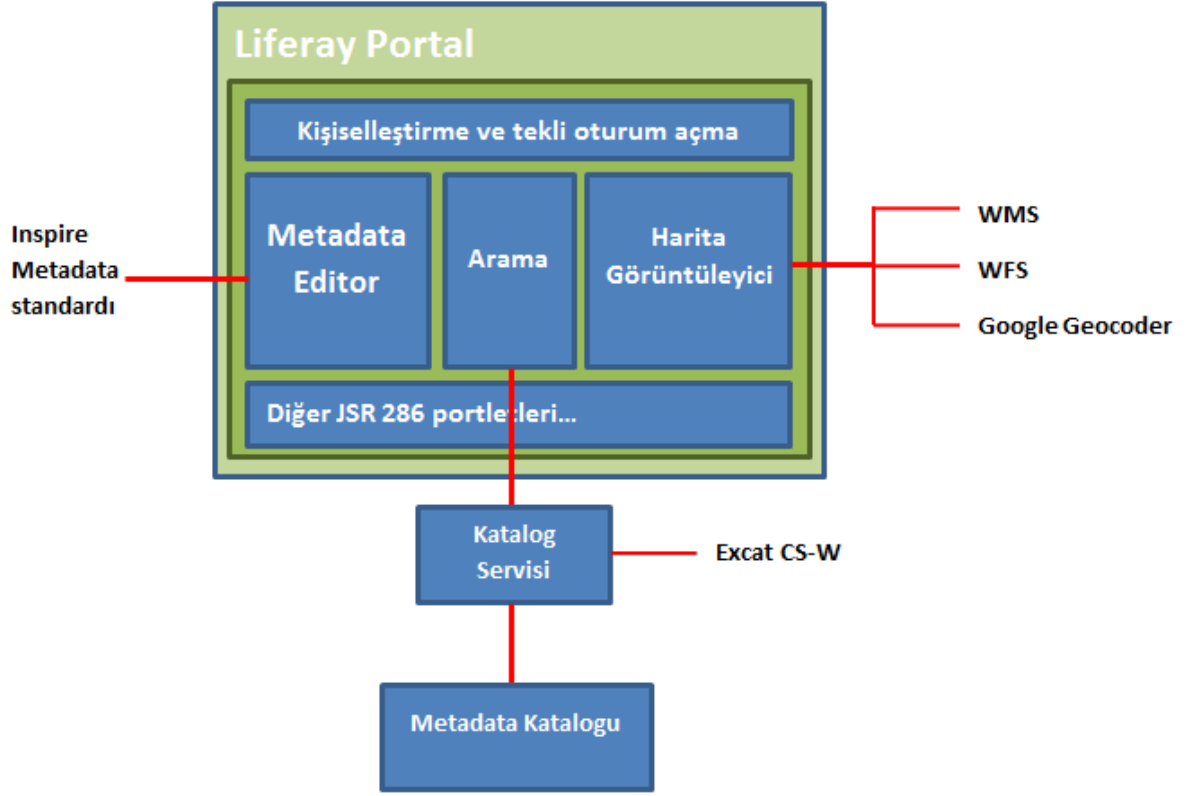 Liferay Portal
Kişiselleştirme ve tekli oturum açma
Metadata
Editor
Arama
Harita
Görüntüleyici
Diğer JSR 286 portletleri...
Inspire
Metadata
standardı
WMS
WFS
Google Geocoder
Katalog
Servisi
Excat CS-W
Metadata Katalogu